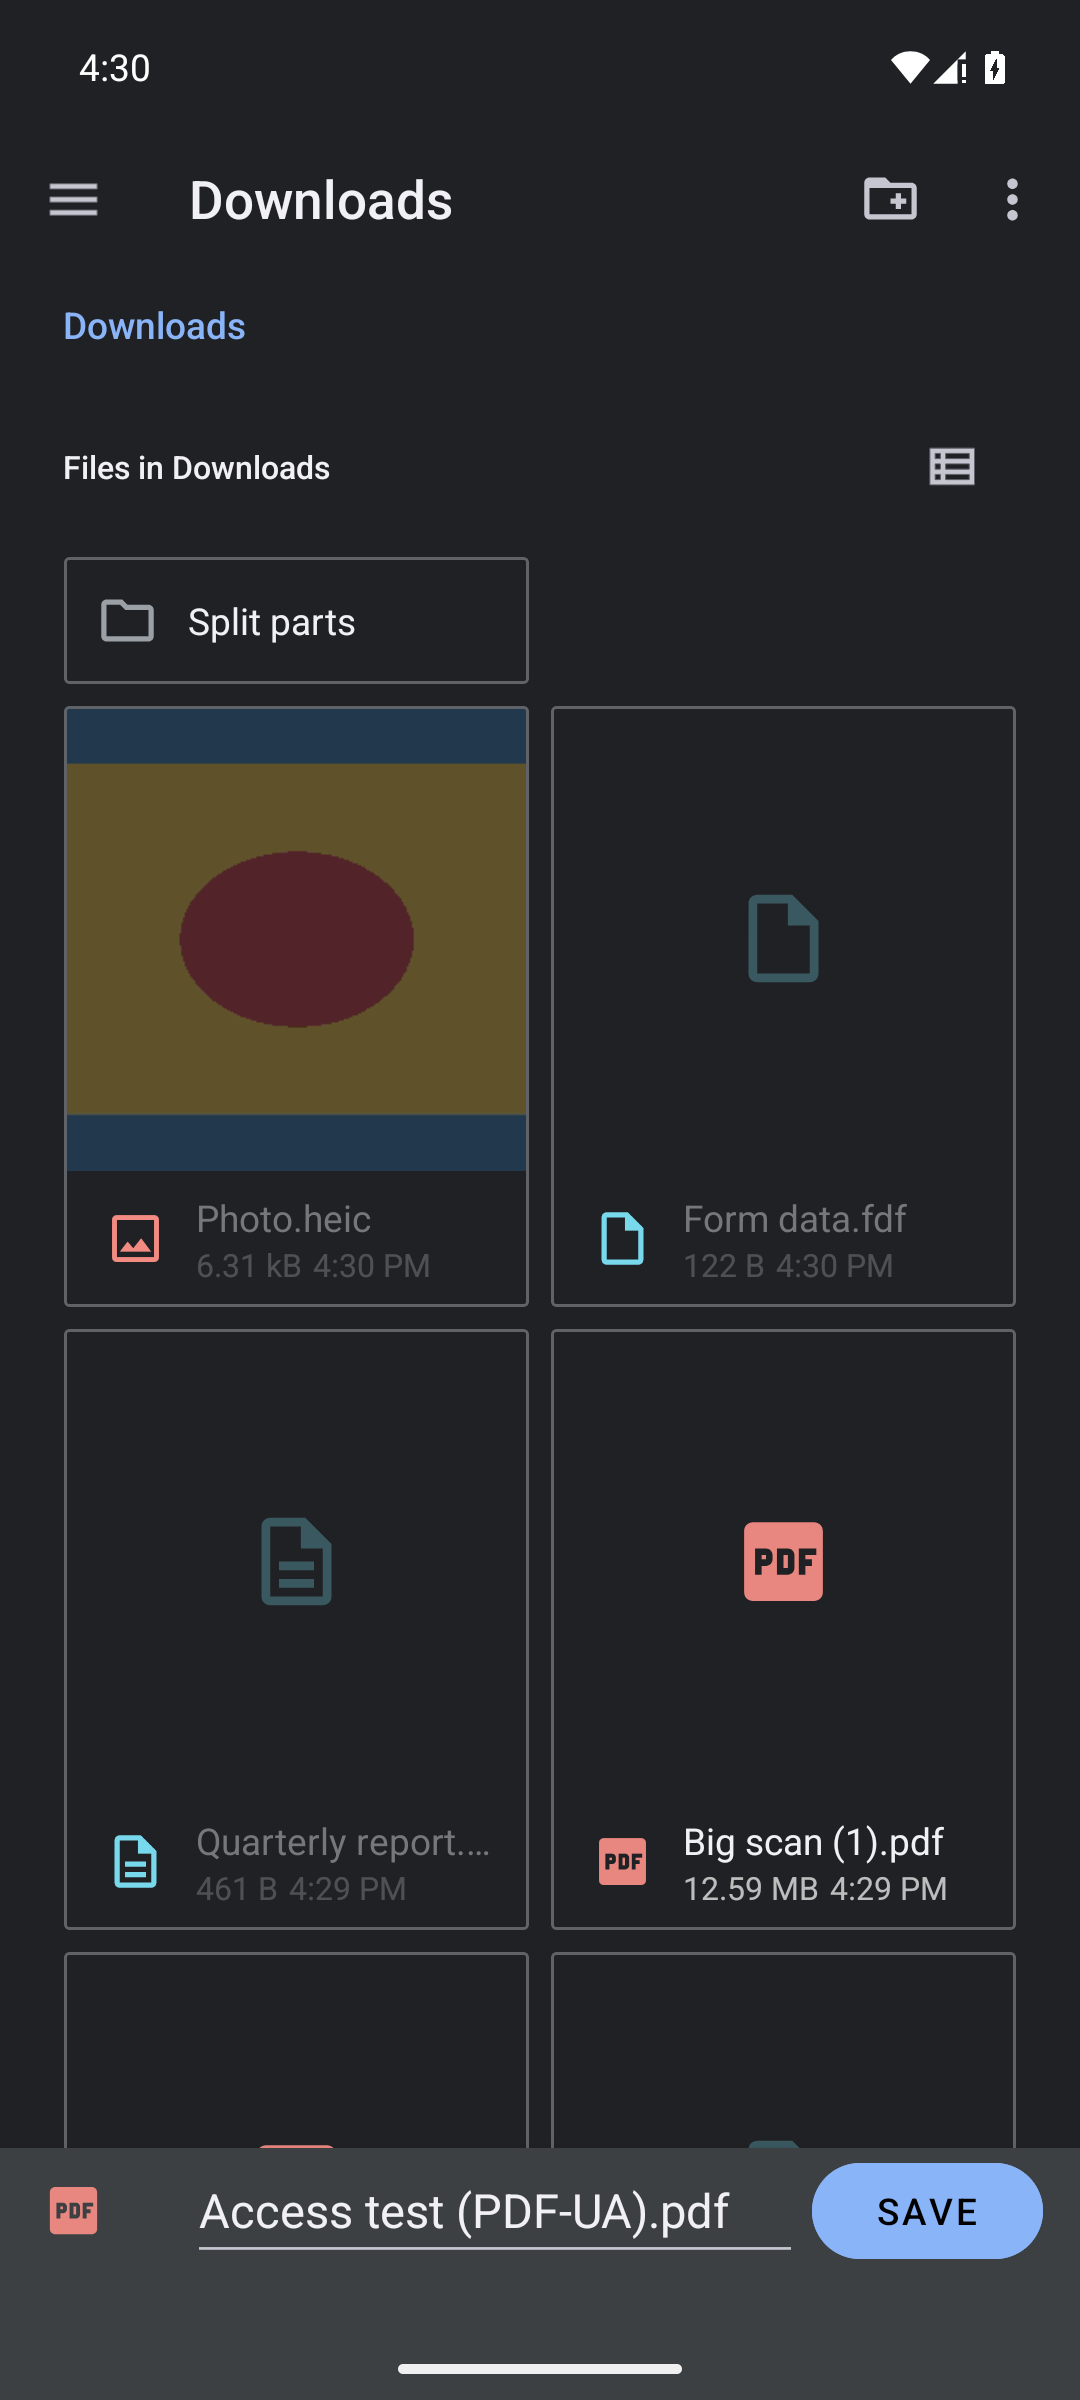 4:30
Downloads
Downloads
Files in Downloads
Split parts
Photo.heic
6.31 kB 4:30 PM
Form data.fdf
122 B 4:30 PM
Quarterly report....
461 B 4:29 PM
PDF
PDF
Big scan (1).pdf
12.59 MB 4:29 PM
PDF
Access test (PDF-UA).pdf
SAVE